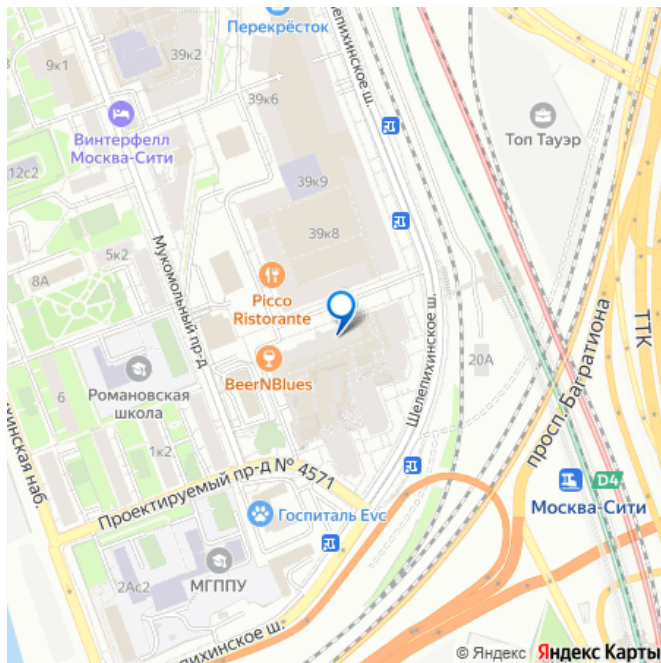 Перекрёсток
39к2
9к1
39к6
Шелепихинское ш.
Винтерфелл
Москва-Сити
Топ Тауэр
12с2
39к9
39к8
5к2
8А
Мукомольный пр-д
Picco
Ristorante
Шелепихинское ш.
просп. Багратиона
ТТК
20А
BeerNBlues
Романовская
школа
6
1к2
Проектируемый пр-д № 4571
D4
Москва-Сити
Госпиталь Evc
ихинская наб.
МГППУ
2Ас2
лепихинское ш.
© Яндекс Яндекс Карты